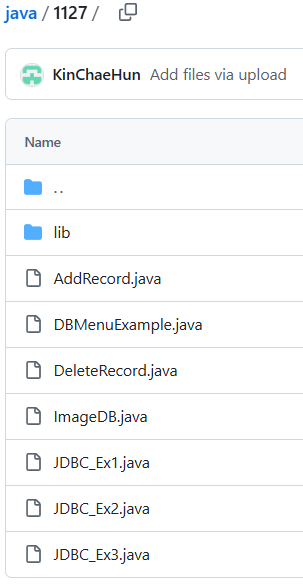 java / 1127 /
KinChaeHun Add files via upload
Name
..
lib
AddRecord.java
DBMenuExample.java
DeleteRecord.java
ImageDB.java
JDBC_Ex1.java
JDBC_Ex2.java
JDBC_Ex3.java